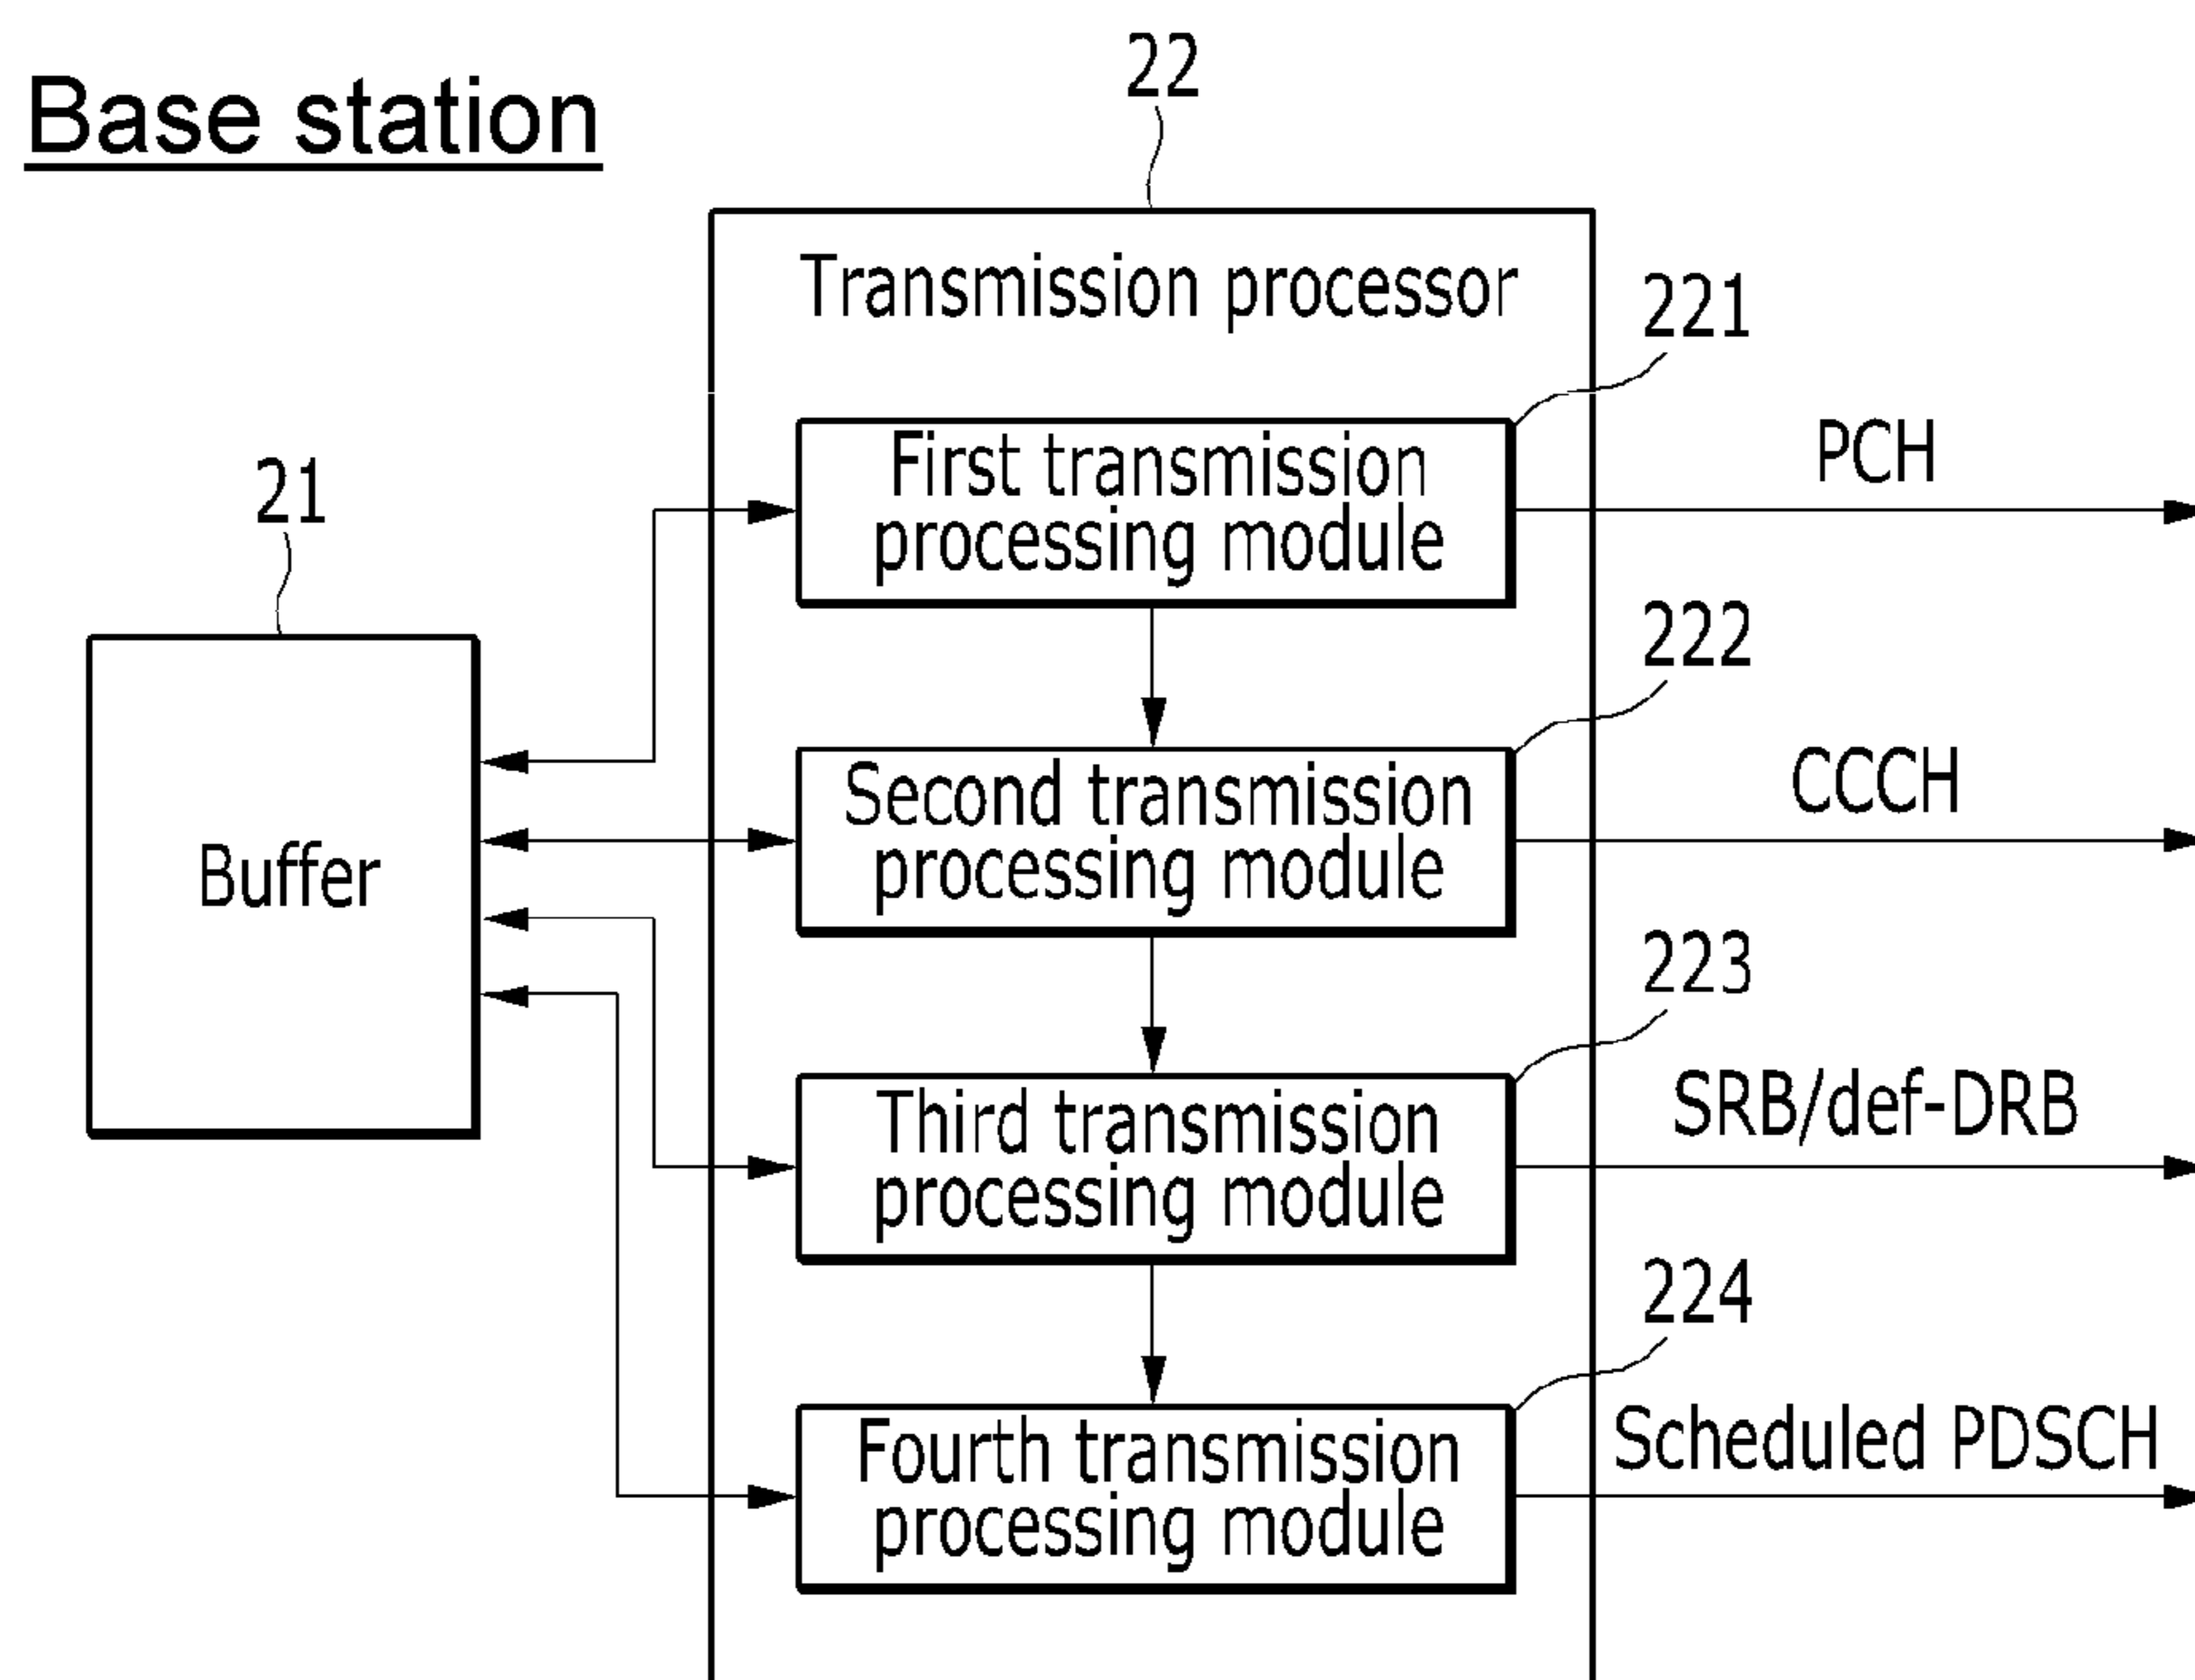 Base station
22
Transmission processor
221
First transmission
processing module
PCH
21
222
Second transmission
processing module
CCCH
Buffer
223
Third transmission
processing module
SRB/def-DRB
224
Fourth transmission
processing module
Scheduled PDSCH